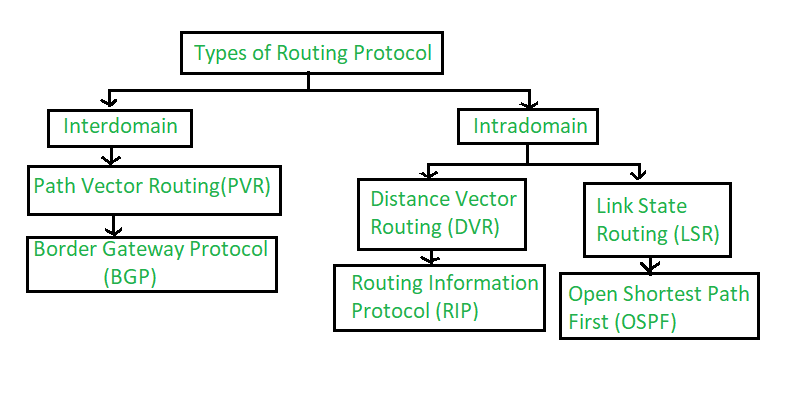 Types of Routing Protocol
Interdomain
Intradomain
Path Vector Routing(PVR)
Distance Vector
Routing (DVR)
Link State
Routing (LSR)
Border Gateway Protocol
(BGP)
Routing Information
Protocol (RIP)
Open Shortest Path
First (OSPF)